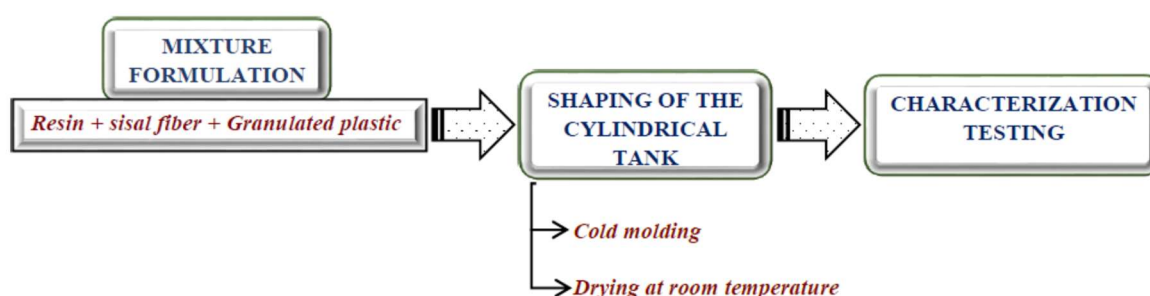 MIXTURE
FORMULATION
Resin + sisal fiber + Granulated plastic
SHAPING OF THE
CYLINDRICAL
TANK
Cold molding
Drying at room temperature
CHARACTERIZATION
TESTING